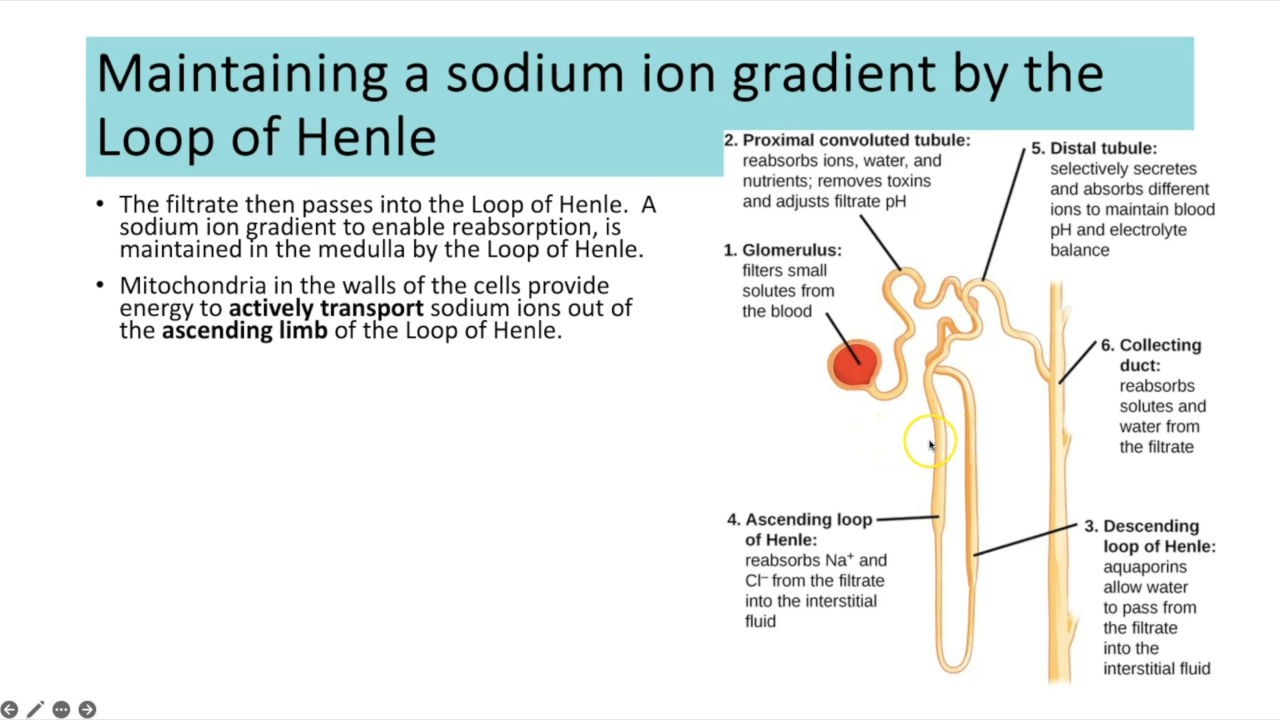 Maintaining a sodium ion gradient by the
Loop of Henle
• The filtrate then passes into the Loop of Henle. A
sodium ion gradient to enable reabsorption, is
maintained in the medulla by the Loop of Henle.
• Mitochondria in the walls of the cells provide
energy to actively transport sodium ions out of
the ascending limb of the Loop of Henle.
2. Proximal convoluted tubule:
reabsorbs ions, water, and
nutrients; removes toxins
and adjusts filtrate pH
1. Glomerulus:
filters small
solutes from
the blood
4. Ascending loop
of Henle:
reabsorbs Na⁺ and
Cl⁻ from the filtrate
into the interstitial
fluid
5. Distal tubule:
selectively secretes
and absorbs different
ions to maintain blood
pH and electrolyte
balance
6. Collecting
duct:
reabsorbs
solutes and
water from
the filtrate
3. Descending
loop of Henle:
aquaporins
allow water
to pass from
the filtrate
into the
interstitial fluid